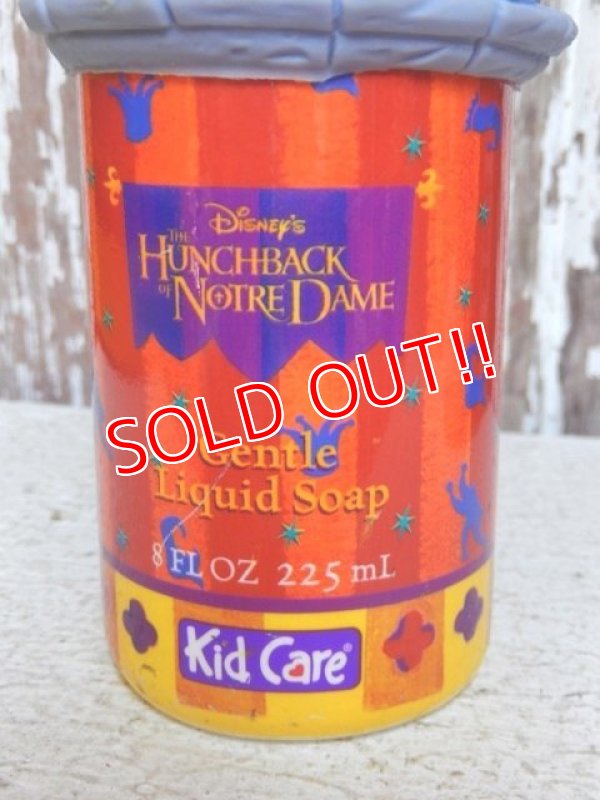 Disney's
THE
HUNCHBACK
OF NOTRE DAME
SOLD OUT!!
Gentle
Liquid Soap
8 FL OZ 225 mL
Kid Care®